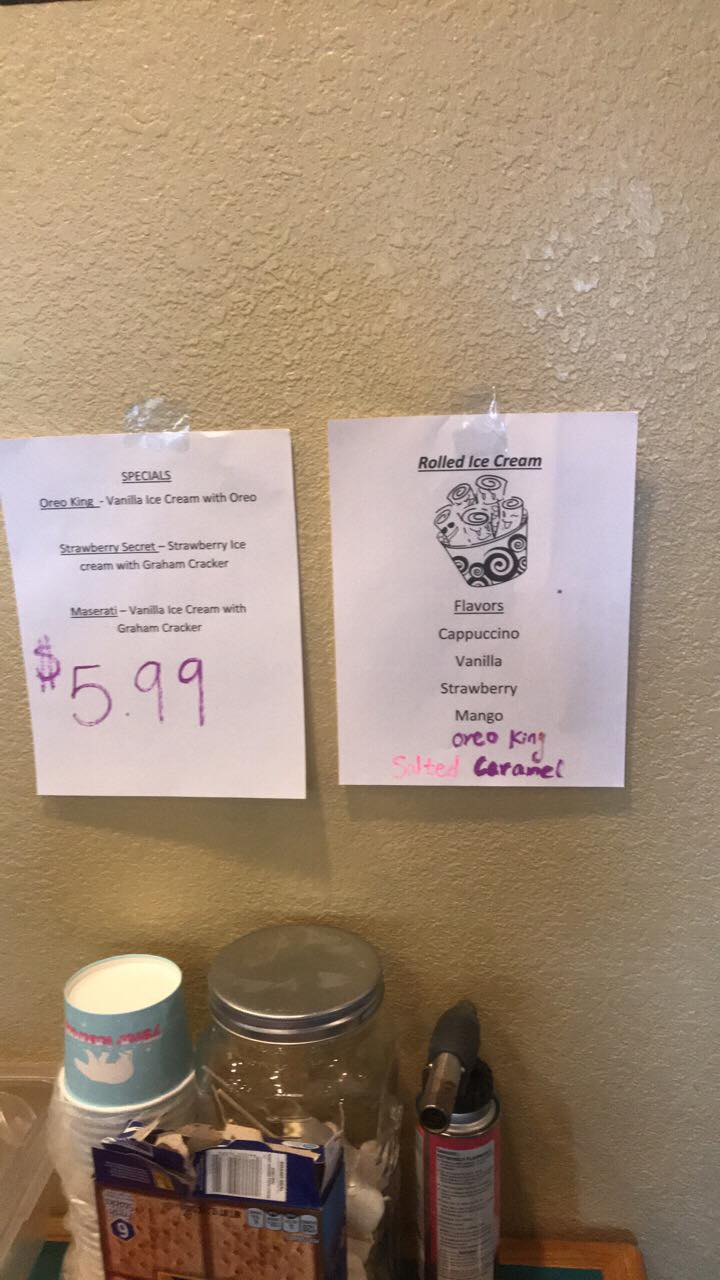 SPECIALS
Oreo King - Vanilla Ice Cream with Oreo
Strawberry Secret – Strawberry Ice
cream with Graham Cracker
Maserati – Vanilla Ice Cream with
Graham Cracker
$5.99
Rolled Ice Cream
Flavors
Cappuccino
Vanilla
Strawberry
Mango
oreo King
Salted Caramel
6